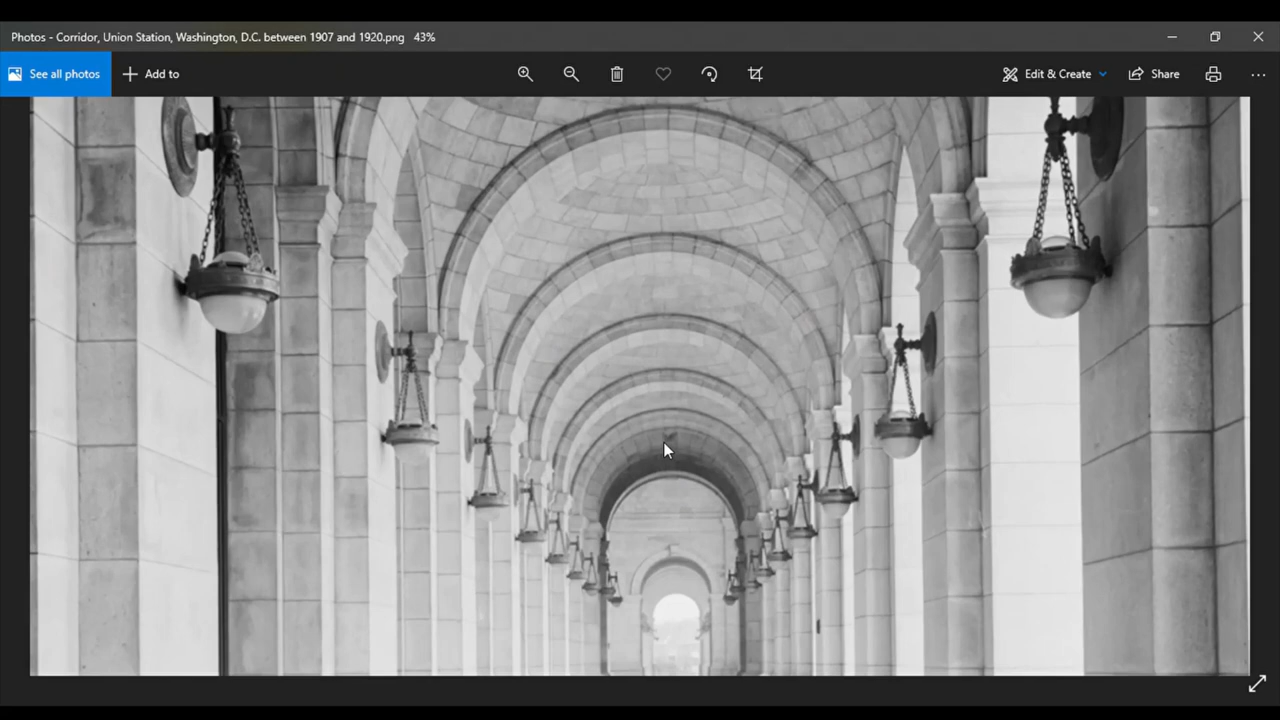 Photos - Corridor, Union Station, Washington, D.C. between 1907 and 1920.png 43%
See all photos
Add to
Edit & Create
Share